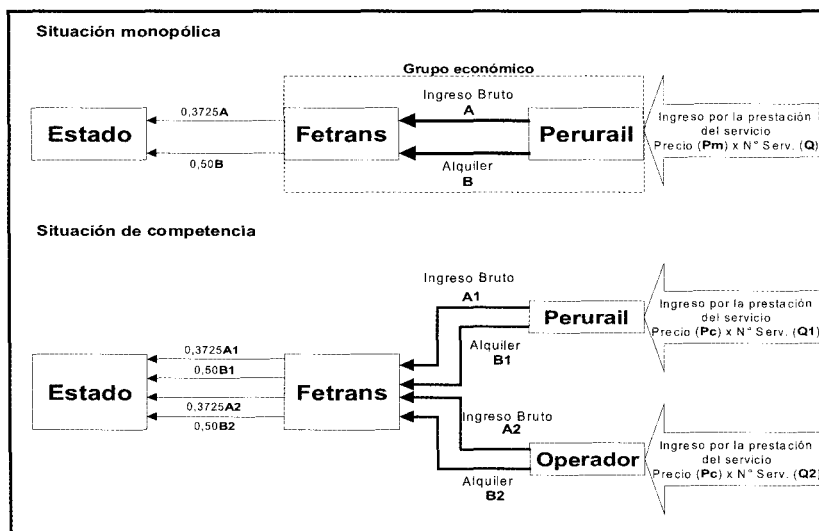 Situación monopólica
Grupo económico
Estado
0,3725A
0,50B
Fetrans
Ingreso Bruto
A
Alquiler
B
Perurail
Ingreso por la prestación
del servicio
Precio (Pm) x N° Serv. (Q)
Situación de competencia
Estado
0,3725A1
0,50B1
0,3725A2
0,50B2
Fetrans
Ingreso Bruto
A1
Alquiler
B1
Perurail
Ingreso por la prestación
del servicio
Precio (Pc) x N° Serv. (Q1)
Ingreso Bruto
A2
Alquiler
B2
Operador
Ingreso por la prestación
del servicio
Precio (Pc) x N° Serv. (Q2)